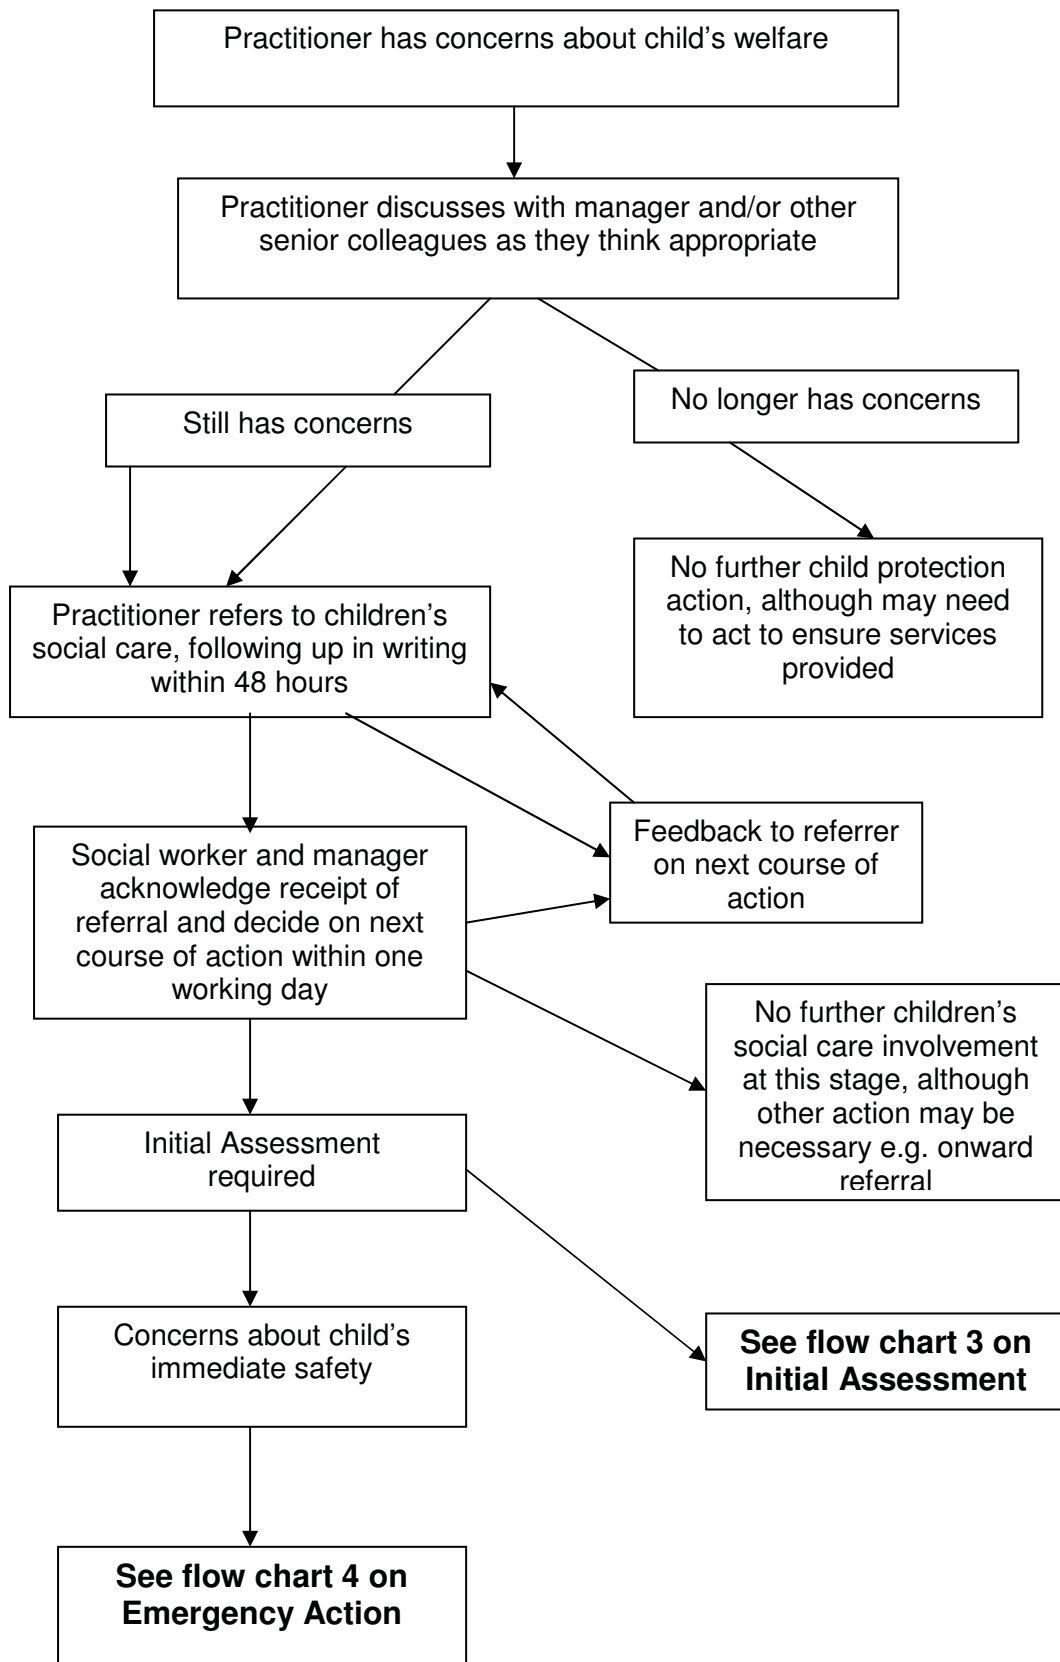 Practitioner has concerns about child’s welfare
Practitioner discusses with manager and/or other
senior colleagues as they think appropriate
Still has concerns
No longer has concerns
Practitioner refers to children’s
social care, following up in writing
within 48 hours
No further child protection
action, although may need
to act to ensure services
provided
Social worker and manager
acknowledge receipt of
referral and decide on next
course of action within one
working day
Feedback to referrer
on next course of
action
No further children’s
social care involvement
at this stage, although
other action may be
necessary e.g. onward
referral
Initial Assessment
required
Concerns about child’s
immediate safety
See flow chart 3 on
Initial Assessment
See flow chart 4 on
Emergency Action